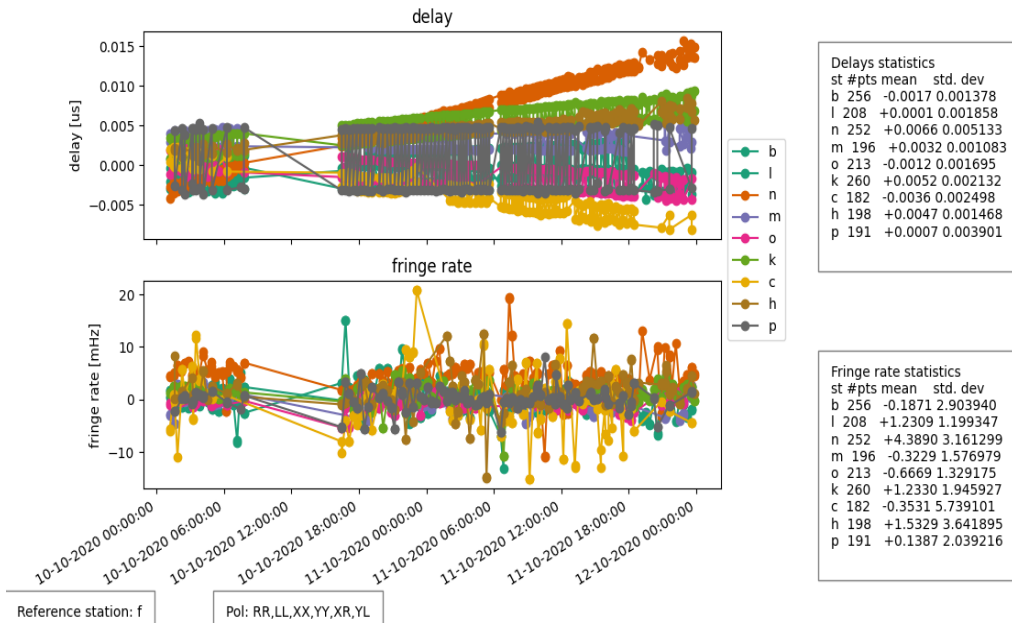 delay
0.015
0.010
0.005
0.000
−0.005
delay [us]
fringe rate
20
10
0
−10
fringe rate [mHz]
10-10-2020 00:00:00
10-10-2020 06:00:00
10-10-2020 12:00:00
10-10-2020 18:00:00
11-10-2020 00:00:00
11-10-2020 06:00:00
11-10-2020 12:00:00
11-10-2020 18:00:00
12-10-2020 00:00:00
b
l
n
m
o
k
c
h
p
Delays statistics
st #pts mean std. dev
b 256 -0.0017 0.001378
l 208 +0.0001 0.001858
n 252 +0.0066 0.005133
m 196 +0.0032 0.001083
o 213 -0.0012 0.001695
k 260 +0.0052 0.002132
c 182 -0.0036 0.002498
h 198 +0.0047 0.001468
p 191 +0.0007 0.003901
Fringe rate statistics
st #pts mean std. dev
b 256 -0.1871 2.903940
l 208 +1.2309 1.199347
n 252 +4.3890 3.161299
m 196 -0.3229 1.576979
o 213 -0.6669 1.329175
k 260 +1.2330 1.945927
c 182 -0.3531 5.739101
h 198 +1.5329 3.641895
p 191 +0.1387 2.039216
Reference station: f
Pol: RR,LL,XX,YY,XR,YL